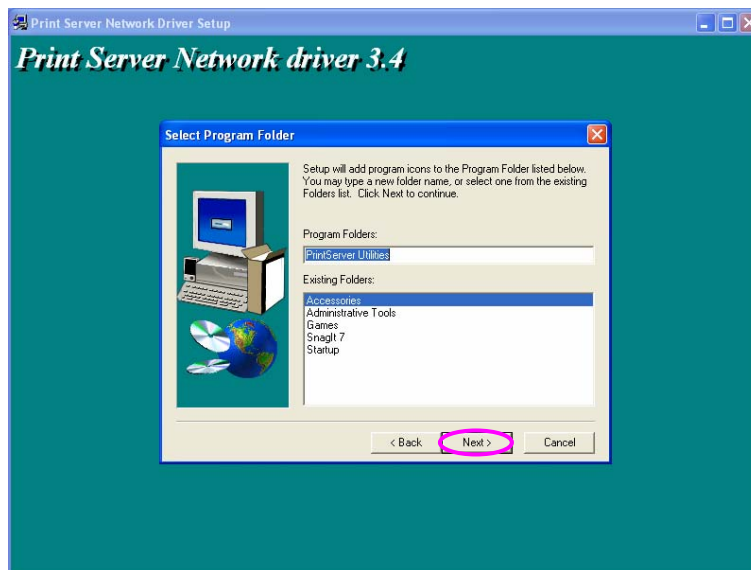 Print Server Network Driver Setup
Print Server Network driver 3.4
Select Program Folder
Setup will add program icons to the Program Folder listed below.
You may type a new folder name, or select one from the existing
Folders list. Click Next to continue.
Program Folders:
PrintServer Utilities
Existing Folders:
Accessories
Administrative Tools
Games
SnagIt 7
Startup
< Back Next > Cancel